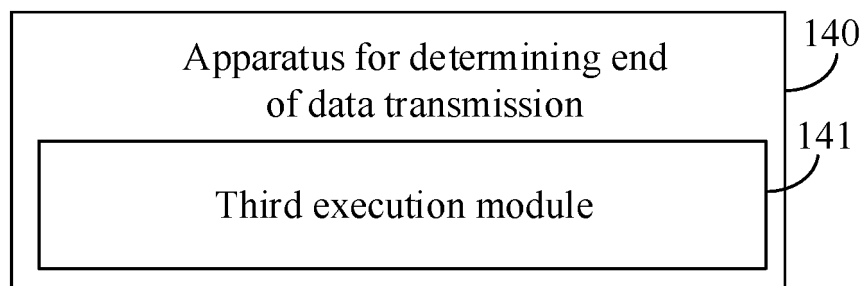 Apparatus for determining end
of data transmission
140
141
Third execution module